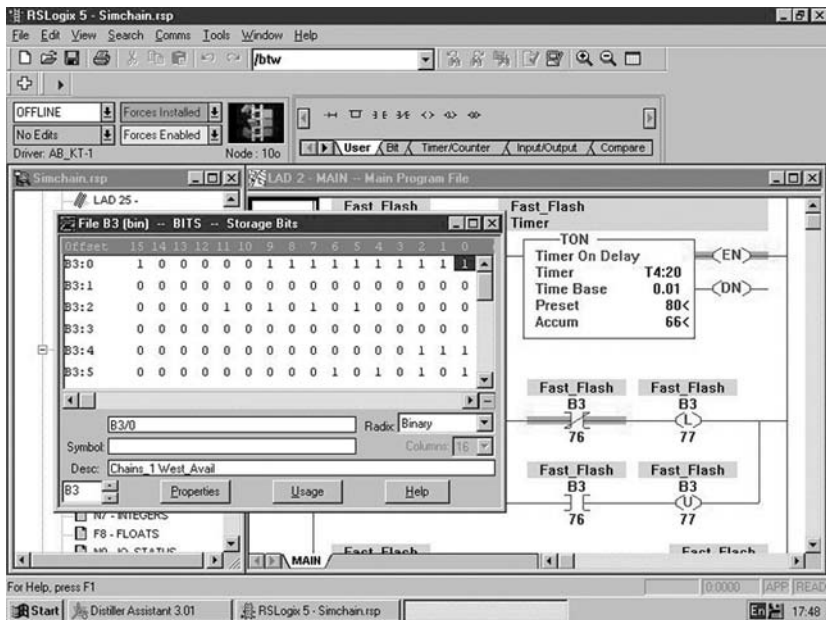 RSLogix 5 - Simchain.rsp
File Edit View Search Comms Tools Window Help
/btw
OFFLINE Forces Installed
No Edits Forces Enabled
Driver: AB_KT-1 Node : 10o
User Bit Timer/Counter Input/Output Compare
Simchain.rsp
LAD 25 -
LAD 2 - MAIN -- Main Program File
File B3 (bin) -- BITS -- Storage Bits
Offset 15 14 13 12 11 10 9 8 7 6 5 4 3 2 1 0
B3:0 1 0 0 0 0 0 1 1 1 1 1 1 1 1 1 1
B3:1 0 0 0 0 0 0 0 0 0 0 0 0 0 0 0 0
B3:2 0 0 0 0 1 0 1 0 1 0 1 0 0 0 0 0
B3:3 0 0 0 0 0 0 0 0 0 0 0 0 0 0 0 0
B3:4 0 0 0 0 0 0 0 0 0 0 0 0 0 1 1 1
B3:5 0 0 0 0 0 0 0 0 0 1 0 1 0 1 0 1
B3/0 Radix: Binary
Symbol: Columns: 16
Desc: Chains_1 West_Avail
B3 Properties Usage Help
N7 - INTEGERS
F8 - FLOATS
Fast_Flash
Fast_Flash
Timer
TON
Timer On Delay
Timer T4:20
Time Base 0.01
Preset 80<
Accum 66<
EN
DN
Fast_Flash Fast_Flash
B3 B3
L
76 77
Fast_Flash Fast_Flash
B3 B3
U
76 77
MAIN
For Help, press F1
0:0000 APP READ
Start Distiller Assistant 3.01 RSLogix 5 - Simchain.rsp En 17:48